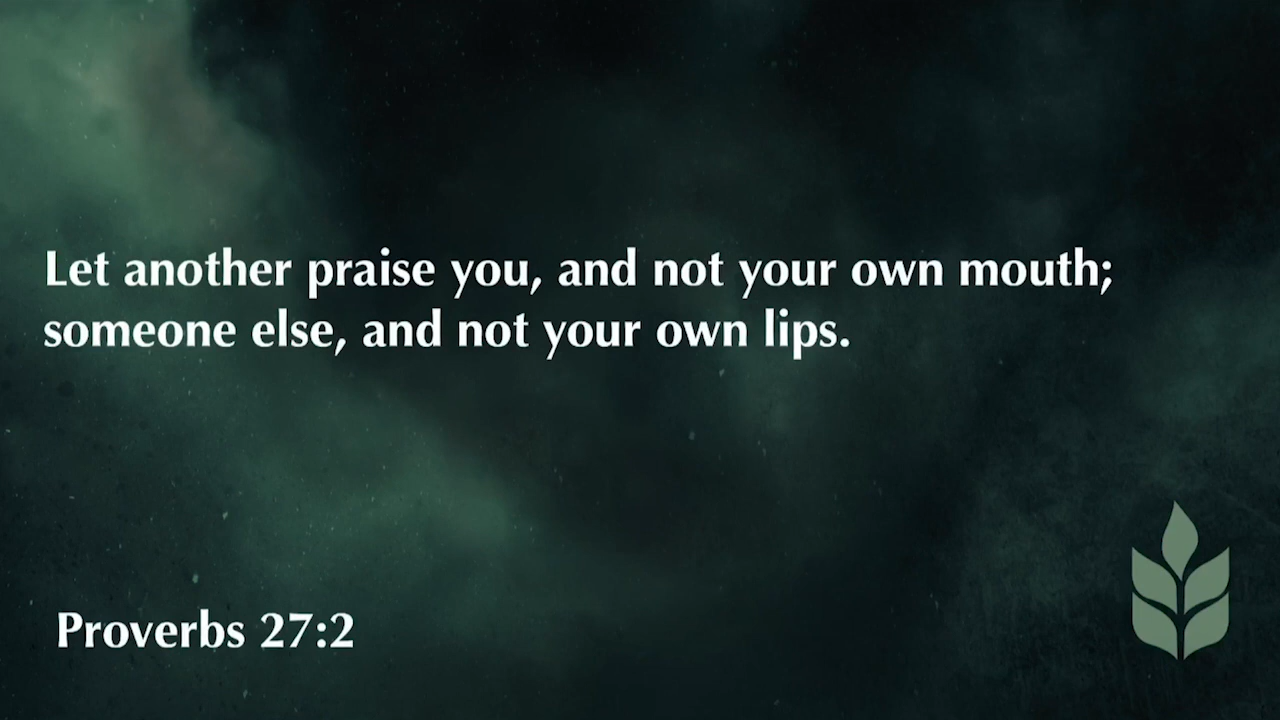 Let another praise you, and not your own mouth;
someone else, and not your own lips.
Proverbs 27:2